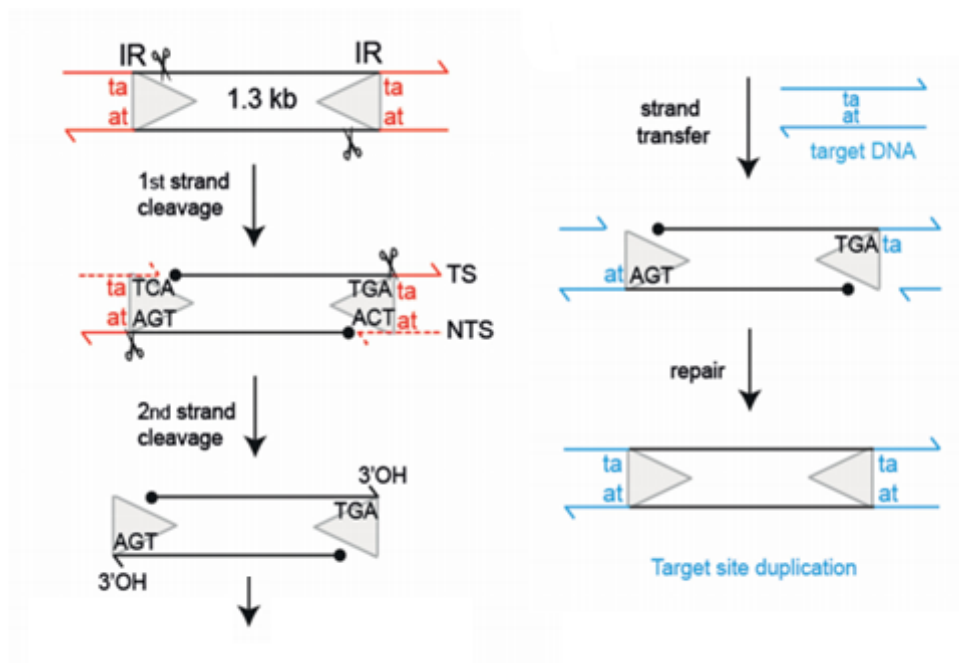 IR IR
ta 1.3 kb ta
at at
1st strand
cleavage
ta TCA TGA ta TS
at AGT ACT at NTS
2nd strand
cleavage
3'OH
TGA
AGT
3'OH
strand
transfer
ta
at
target DNA
TGA ta
at AGT
repair
ta ta
at at
Target site duplication